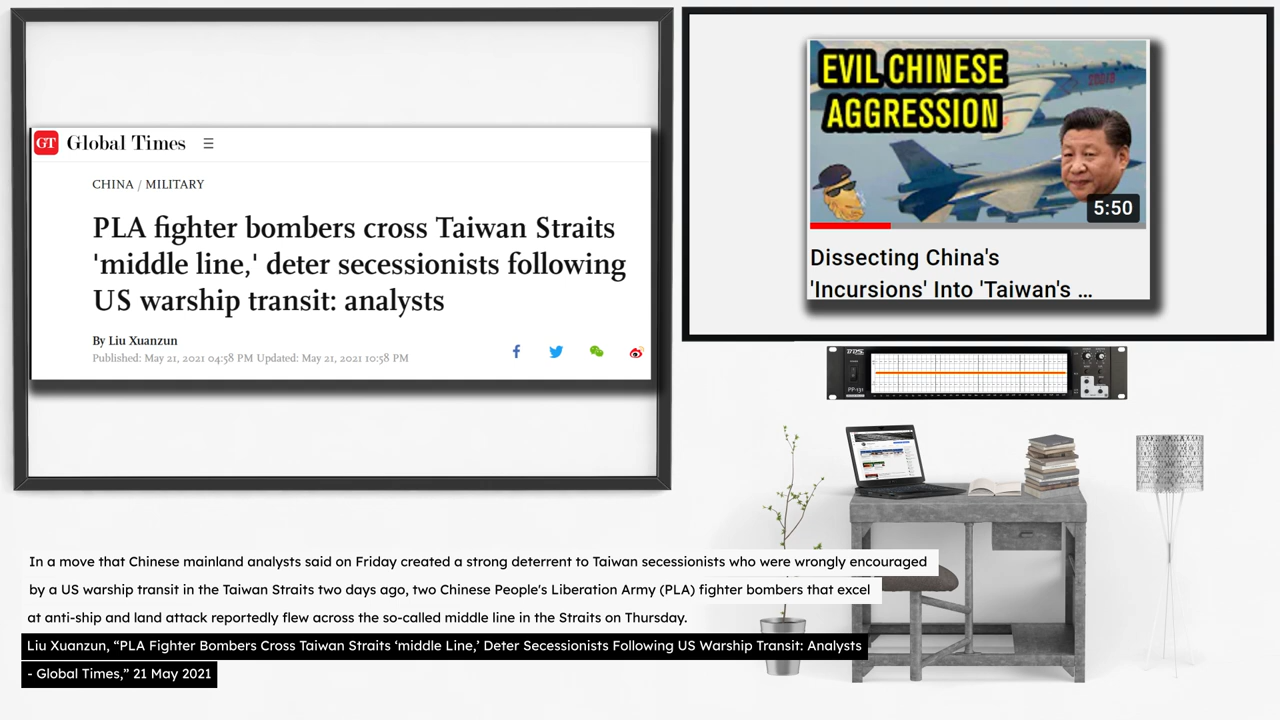 GT Global Times
CHINA / MILITARY
PLA fighter bombers cross Taiwan Straits
'middle line,' deter secessionists following
US warship transit: analysts
By Liu Xuanzun
Published: May 21, 2021 04:58 PM Updated: May 21, 2021 10:58 PM
EVIL CHINESE
AGGRESSION
5:50
Dissecting China's
'Incursions' Into 'Taiwan's ...
In a move that Chinese mainland analysts said on Friday created a strong deterrent to Taiwan secessionists who were wrongly encouraged
by a US warship transit in the Taiwan Straits two days ago, two Chinese People's Liberation Army (PLA) fighter bombers that excel
at anti-ship and land attack reportedly flew across the so-called middle line in the Straits on Thursday.
Liu Xuanzun, “PLA Fighter Bombers Cross Taiwan Straits ‘middle Line,’ Deter Secessionists Following US Warship Transit: Analysts
- Global Times,” 21 May 2021